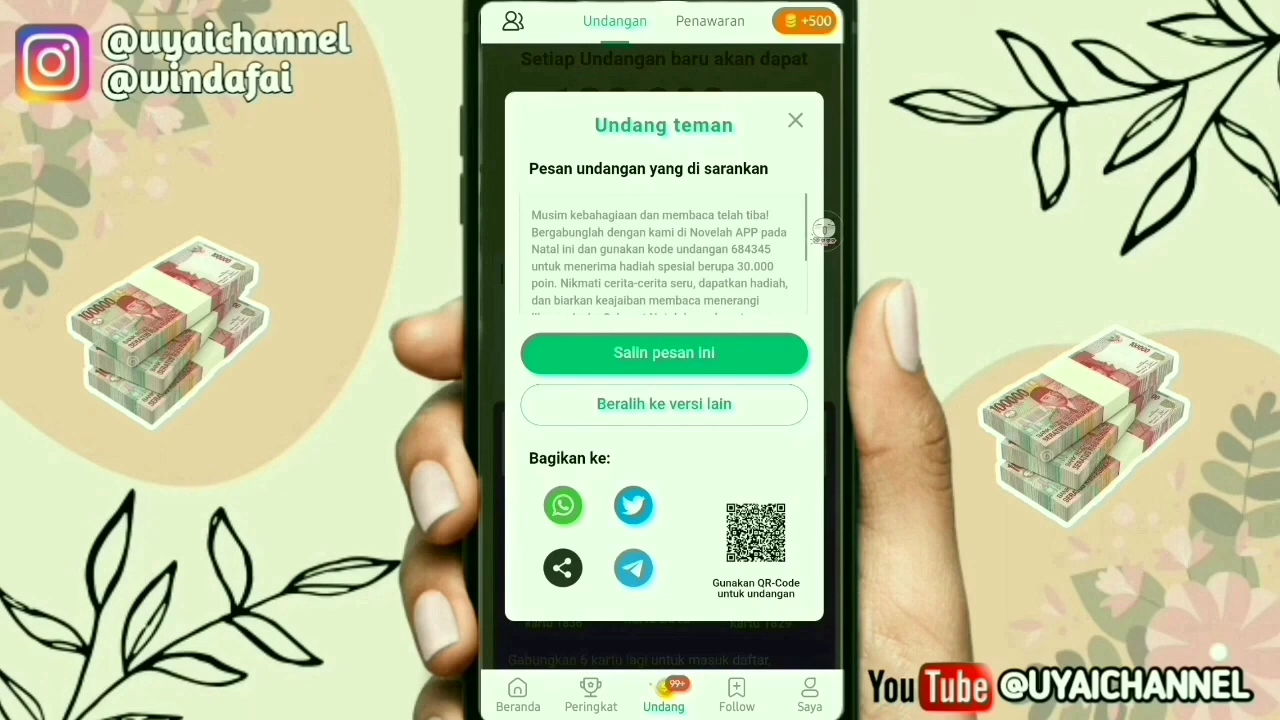 @uyaichannel
@windafai
Undangan
Penawaran
+500
Setiap Undangan baru akan dapat
Undang teman
Pesan undangan yang di sarankan
Musim kebahagiaan dan membaca telah tiba!
Bergabunglah dengan kami di Novelah APP pada
Natal ini dan gunakan kode undangan 684345
untuk menerima hadiah spesial berupa 30.000
poin. Nikmati cerita-cerita seru, dapatkan hadiah,
dan biarkan keajaiban membaca menerangi
Salin pesan ini
Beralih ke versi lain
Bagikan ke:
Gunakan QR-Code
untuk undangan
Gabungkan 6 kartu lagi untuk masuk daftar,
99+
Beranda
Peringkat
Undang
Follow
Saya
100000
100000
100000
100000
YouTube @UYAICHANNEL